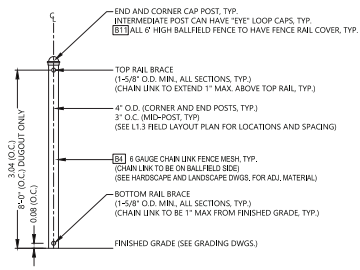 ℄
END AND CORNER CAP POST, TYP.
INTERMEDIATE POST CAN HAVE "EYE" LOOP CAPS, TYP.
B11 ALL 6' HIGH BALLFIELD FENCE TO HAVE FENCE RAIL COVER, TYP.
TOP RAIL BRACE
(1-5/8" O.D. MIN., ALL SECTIONS, TYP.)
(CHAIN LINK TO EXTEND 1" MAX. ABOVE TOP RAIL, TYP.
4" O.D. (CORNER AND END POSTS, TYP.)
3" O.C. (MID-POST, TYP)
(SEE L1.3 FIELD LAYOUT PLAN FOR LOCATIONS AND SPACING)
B4 6 GAUGE CHAIN LINK FENCE MESH, TYP.
(CHAIN LINK TO BE ON BALLFIELD SIDE)
(SEE HARDSCAPE AND LANDSCAPE DWGS, FOR ADJ, MATERIAL)
BOTTOM RAIL BRACE
(1-5/8" O.D. MIN., ALL SECTIONS, TYP.)
(CHAIN LINK TO BE 1" MAX FROM FINISHED GRADE, TYP.)
FINISHED GRADE (SEE GRADING DWGS.)
3.04 (O.C.)
8'-0" (O.C.) DUGOUT ONLY
0.08 (O.C.)